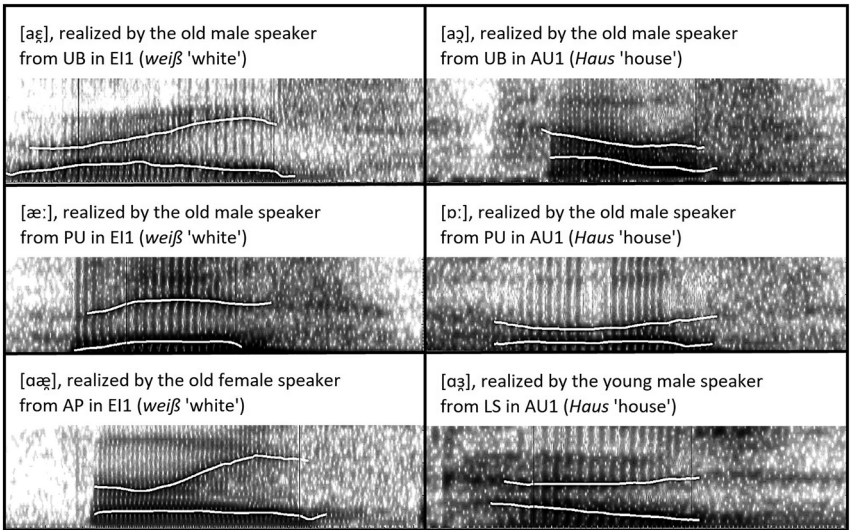 [aɛ̯], realized by the old male speaker
from UB in EI1 (weiß 'white')
[aɔ̯], realized by the old male speaker
from UB in AU1 (Haus 'house')
[æː], realized by the old male speaker
from PU in EI1 (weiß 'white')
[ɒː], realized by the old male speaker
from PU in AU1 (Haus 'house')
[ɑæ̯], realized by the old female speaker
from AP in EI1 (weiß 'white')
[ɑɜ̯], realized by the young male speaker
from LS in AU1 (Haus 'house')